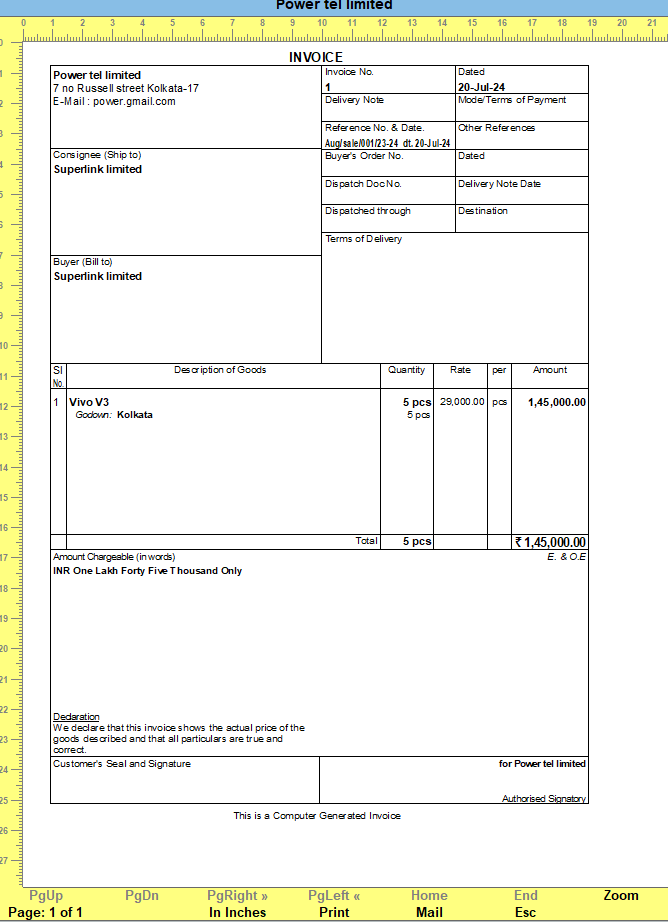 Power tel limited
0 1 2 3 4 5 6 7 8 9 10 11 12 13 14 15 16 17 18 19 20 21
0
1
2
3
4
5
6
7
8
9
10
11
12
13
14
15
16
17
18
19
20
21
22
23
24
25
26
27
INVOICE
Power tel limited
7 no Russell street Kolkata-17
E-Mail : power.gmail.com
Invoice No.
1
Dated
20-Jul-24
Delivery Note
Mode/Terms of Payment
Reference No. & Date.
Aug/sale/001/23-24 dt. 20-Jul-24
Other References
Consignee (Ship to)
Superlink limited
Buyer's Order No.
Dated
Dispatch Doc No.
Delivery Note Date
Dispatched through
Destination
Terms of Delivery
Buyer (Bill to)
Superlink limited
Sl No. Description of Goods Quantity Rate per Amount
1 Vivo V3 5 pcs 29,000.00 pcs 1,45,000.00
Godown: Kolkata 5 pcs
Total 5 pcs ₹ 1,45,000.00
Amount Chargeable (in words) E. & O.E
INR One Lakh Forty Five Thousand Only
Declaration
We declare that this invoice shows the actual price of the
goods described and that all particulars are true and
correct.
Customer's Seal and Signature
for Power tel limited
Authorised Signatory
This is a Computer Generated Invoice
PgUp PgDn PgRight » PgLeft « Home End Zoom
Page: 1 of 1 In Inches Print Mail Esc